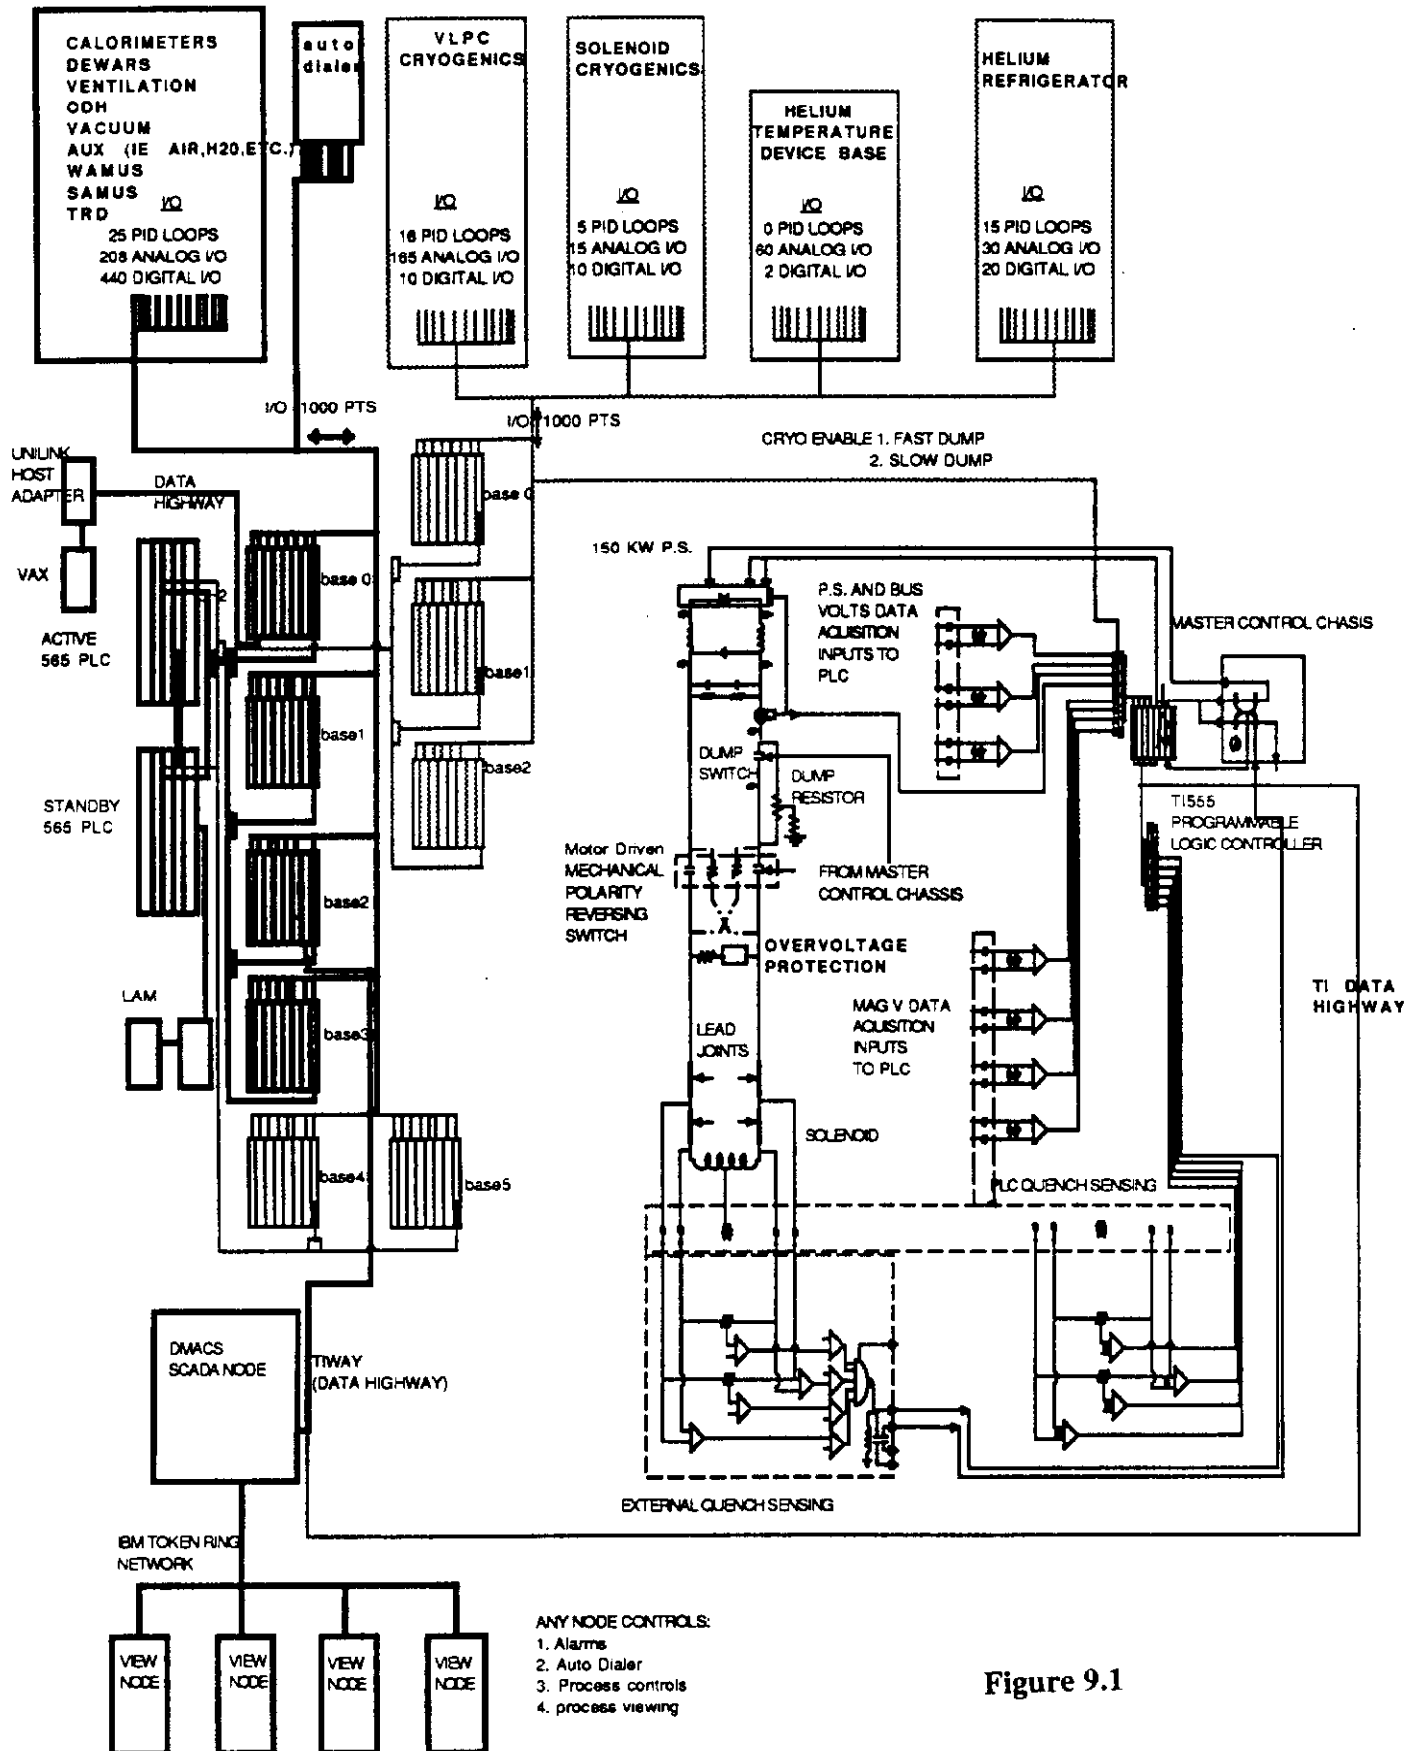 CALORIMETERS
DEWARS
VENTILATION
ODH
VACUUM
AUX (IE AIR,H20,ETC.)
WAMUS
SAMUS
TRD
I/O
25 PID LOOPS
208 ANALOG I/O
440 DIGITAL I/O
auto
dialer
VLPC
CRYOGENICS
I/O
16 PID LOOPS
165 ANALOG I/O
10 DIGITAL I/O
SOLENOID
CRYOGENICS
I/O
5 PID LOOPS
15 ANALOG I/O
10 DIGITAL I/O
HELIUM
TEMPERATURE
DEVICE BASE
I/O
0 PID LOOPS
60 ANALOG I/O
2 DIGITAL I/O
HELIUM
REFRIGERATOR
I/O
15 PID LOOPS
30 ANALOG I/O
20 DIGITAL I/O
I/O 1000 PTS
I/O 1000 PTS
CRYO ENABLE 1. FAST DUMP
2. SLOW DUMP
UNILINK
HOST
ADAPTER
DATA
HIGHWAY
VAX
ACTIVE
565 PLC
STANDBY
565 PLC
LAM
base 0
base1
base2
base3
base4
base5
base 0
base1
base2
150 KW P.S.
P.S. AND BUS
VOLTS DATA
AQUISITION
INPUTS TO
PLC
MASTER CONTROL CHASIS
DUMP
SWITCH
DUMP
RESISTOR
TI555
PROGRAMMABLE
LOGIC CONTROLLER
Motor Driven
MECHANICAL
POLARITY
REVERSING
SWITCH
FROM MASTER
CONTROL CHASSIS
OVERVOLTAGE
PROTECTION
TI DATA
HIGHWAY
MAG V DATA
AQUISITION
INPUTS
TO PLC
LEAD
JOINTS
SOLENOID
PLC QUENCH SENSING
EXTERNAL QUENCH SENSING
DMACS
SCADA NODE
TIWAY
(DATA HIGHWAY)
IBM TOKEN RING
NETWORK
VIEW
NODE
VIEW
NODE
VIEW
NODE
VIEW
NODE
ANY NODE CONTROLS:
1. Alarms
2. Auto Dialer
3. Process controls
4. process viewing
Figure 9.1